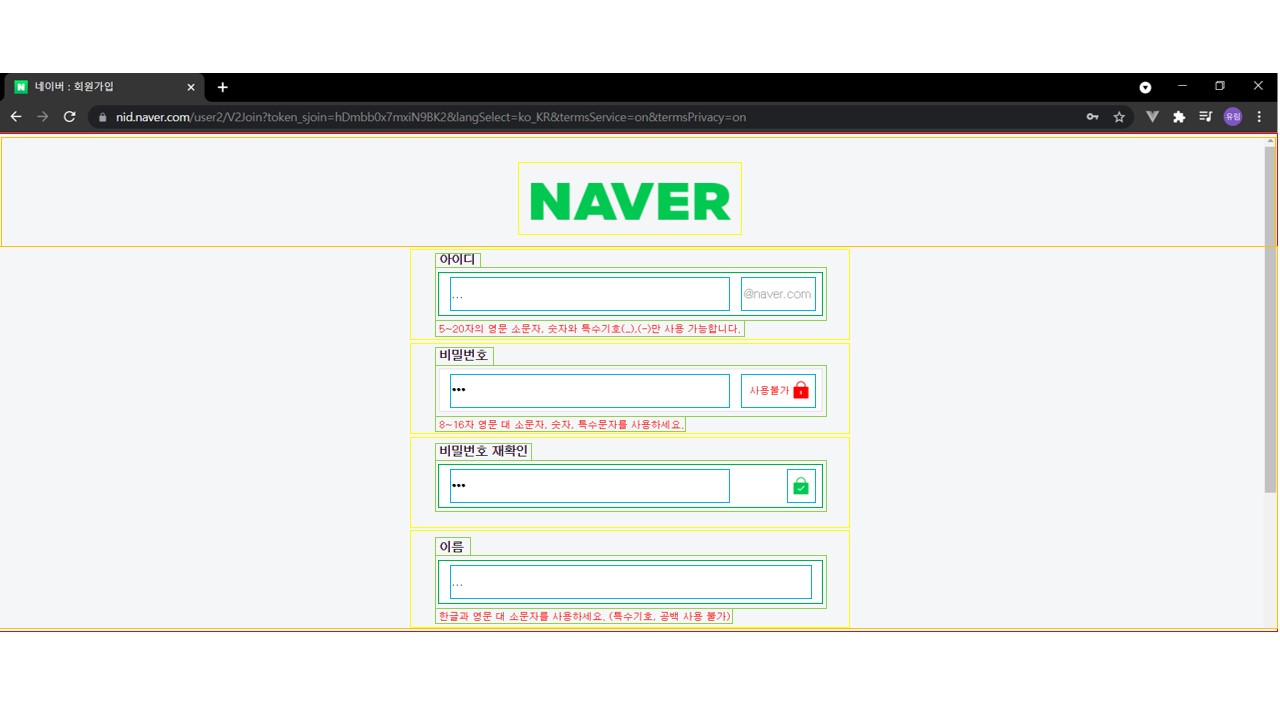 네이버 : 회원가입
nid.naver.com/user2/V2Join?token_sjoin=hDmbb0x7mxiN9BK2&langSelect=ko_KR&termsService=on&termsPrivacy=on
유림
NAVER
아이디
...
@naver.com
5~20자의 영문 소문자, 숫자와 특수기호(_),(-)만 사용 가능합니다.
비밀번호
•••
사용불가
8~16자 영문 대 소문자, 숫자, 특수문자를 사용하세요.
비밀번호 재확인
•••
이름
...
한글과 영문 대 소문자를 사용하세요. (특수기호, 공백 사용 불가)